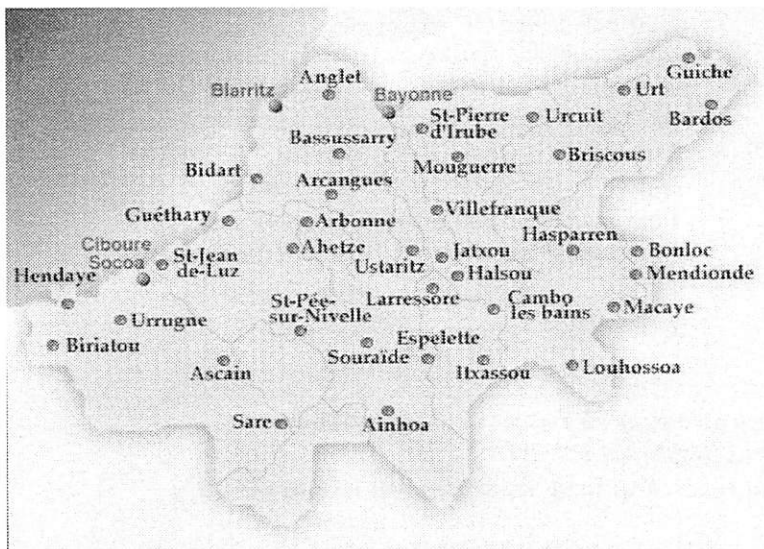 Guiche
Anglet
Biarritz
Bayonne
Urt
Bardos
St-Pierre
d'Irube
Urcuit
Bassussarry
Mouguerre
Briscous
Bidart
Arcangues
Guéthary
Arbonne
Villefranque
Ciboure
Socoa
St-Jean
de-Luz
Ahetze
Ustaritz
Jatxou
Hasparren
Bonloc
Hendaye
Halsou
Mendionde
Larressore
St-Pée-
sur-Nivelle
Cambo
les bains
Macaye
Urrugne
Biriatou
Espelette
Souraïde
Ascain
Itxassou
Louhossoa
Sare
Ainhoa